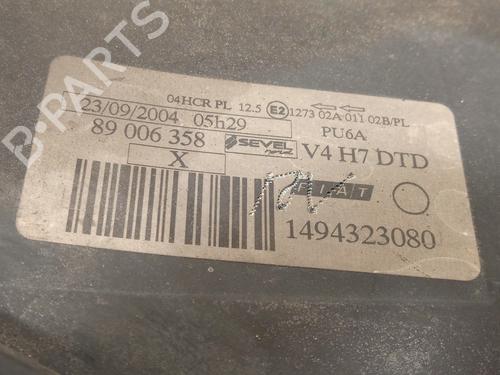 B-PARTS
04HCR PL 12.5 E2 1273 02A 011 02B/PL
23/09/2004 05h29 PU6A
89 006 358 SEVEL V4 H7 DTD
X FIAT
1494323080